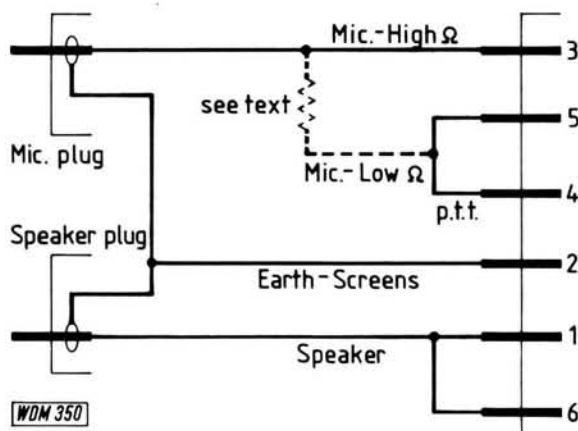 Mic.-High Ω
3
see text
5
Mic. plug
Mic.-Low Ω
p.t.t.
4
Speaker plug
2
Earth-Screens
1
Speaker
WDM 350
6